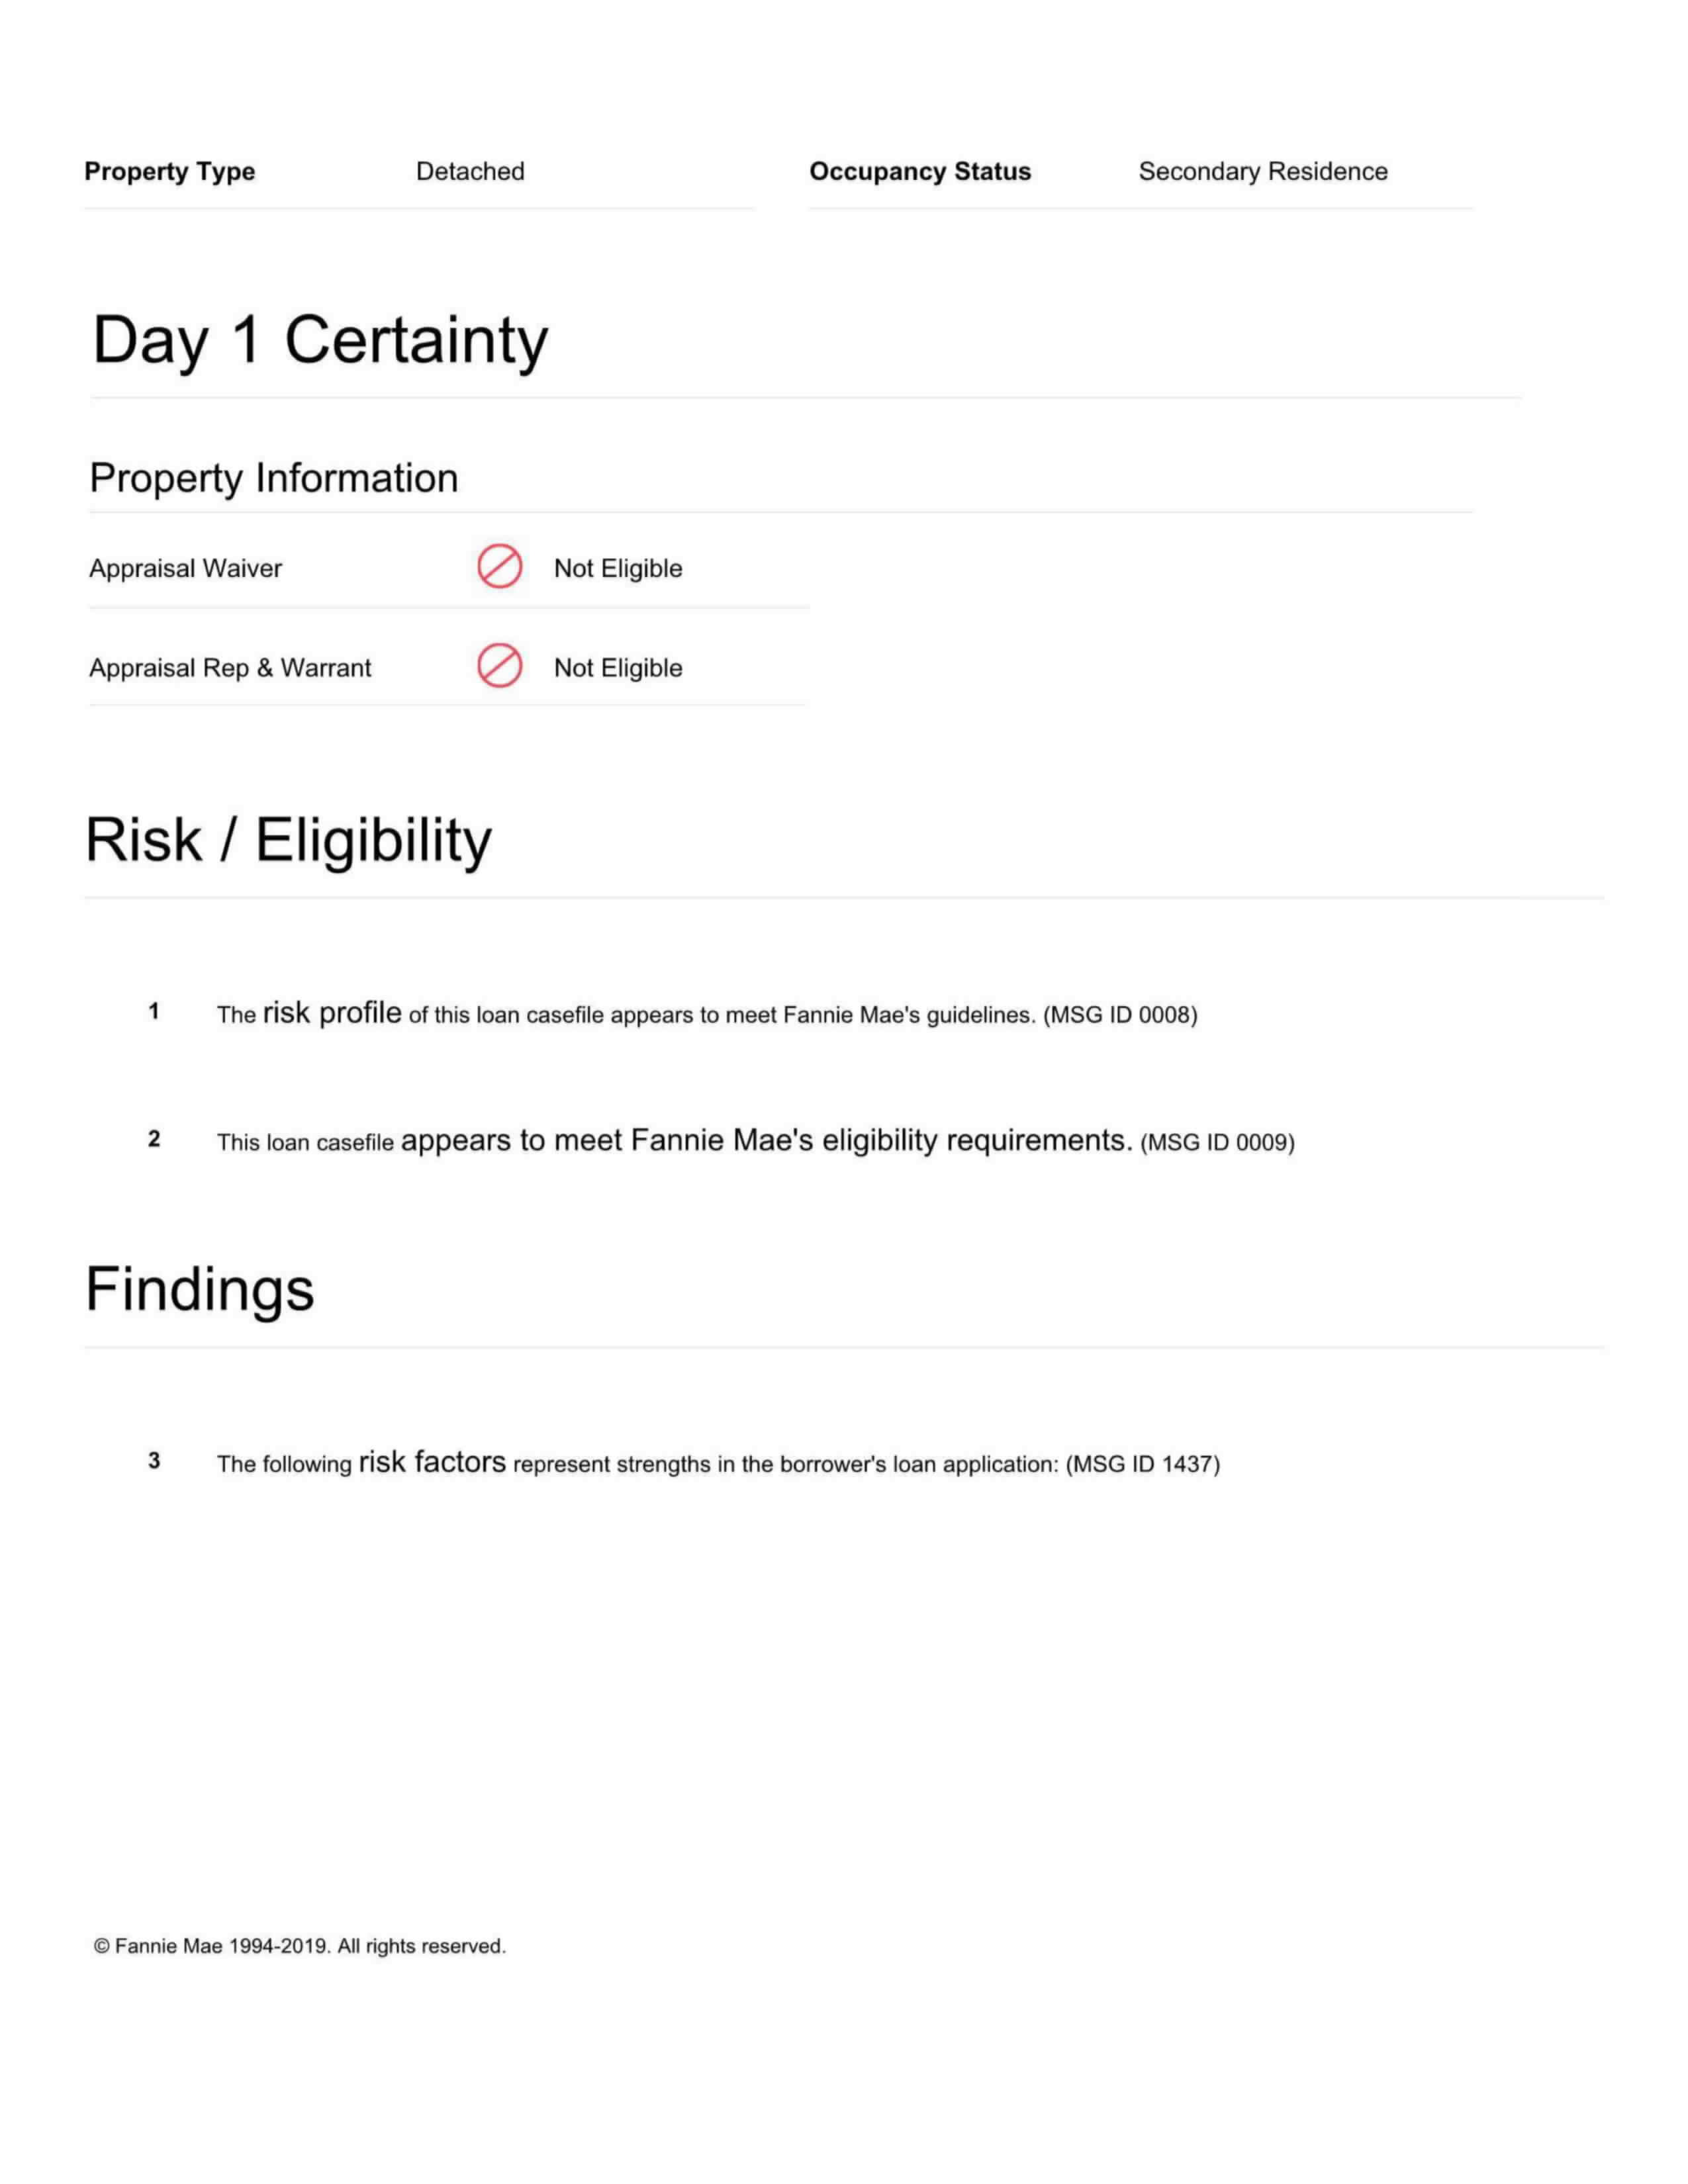 Property Type Detached Occupancy Status Secondary Residence
Day 1 Certainty
Property Information
Appraisal Waiver Not Eligible
Appraisal Rep & Warrant Not Eligible
Risk / Eligibility
1 The risk profile of this loan casefile appears to meet Fannie Mae's guidelines. (MSG ID 0008)
2 This loan casefile appears to meet Fannie Mae's eligibility requirements. (MSG ID 0009)
Findings
3 The following risk factors represent strengths in the borrower's loan application: (MSG ID 1437)
© Fannie Mae 1994-2019. All rights reserved.